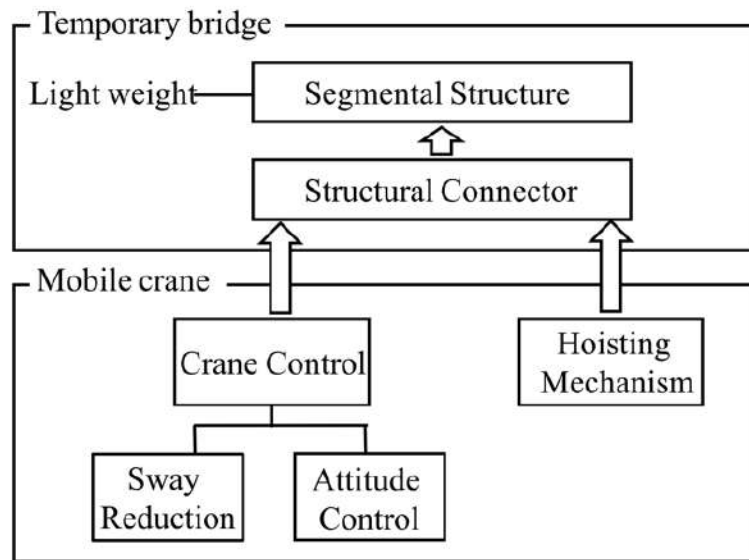 Temporary bridge
Light weight
Segmental Structure
Structural Connector
Mobile crane
Crane Control
Hoisting
Mechanism
Sway
Reduction
Attitude
Control